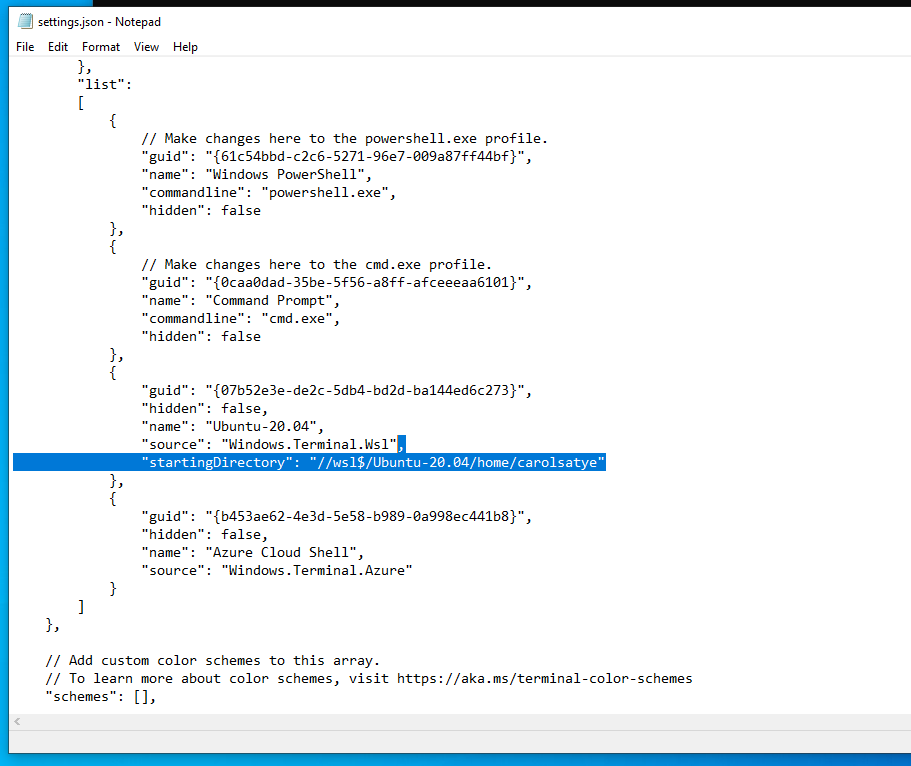 settings.json - Notepad
File Edit Format View Help
},
"list":
[
{
// Make changes here to the powershell.exe profile.
"guid": "{61c54bbd-c2c6-5271-96e7-009a87ff44bf}",
"name": "Windows PowerShell",
"commandline": "powershell.exe",
"hidden": false
},
{
// Make changes here to the cmd.exe profile.
"guid": "{0caa0dad-35be-5f56-a8ff-afceeeaa6101}",
"name": "Command Prompt",
"commandline": "cmd.exe",
"hidden": false
},
{
"guid": "{07b52e3e-de2c-5db4-bd2d-ba144ed6c273}",
"hidden": false,
"name": "Ubuntu-20.04",
"source": "Windows.Terminal.Wsl",
"startingDirectory": "//wsl$/Ubuntu-20.04/home/carolsatye"
},
{
"guid": "{b453ae62-4e3d-5e58-b989-0a998ec441b8}",
"hidden": false,
"name": "Azure Cloud Shell",
"source": "Windows.Terminal.Azure"
}
]
},
// Add custom color schemes to this array.
// To learn more about color schemes, visit https://aka.ms/terminal-color-schemes
"schemes": [],